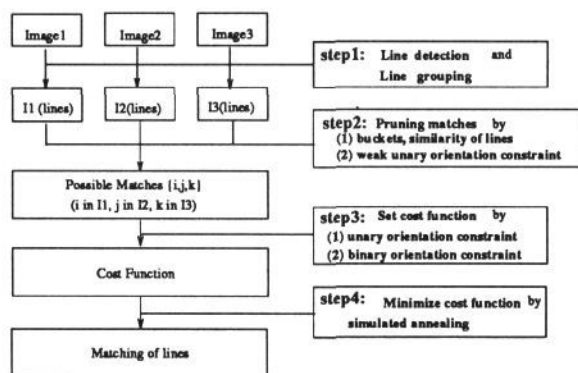 Image1 Image2 Image3
step1: Line detection and
Line grouping
I1 (lines) I2(lines) I3(lines)
step2: Pruning matches by
(1) buckets, similarity of lines
(2) weak unary orientation constraint
Possible Matches {i,j,k}
(i in I1, j in I2, k in I3)
step3: Set cost function by
(1) unary orientation constraint
(2) binary orientation constraint
Cost Function
step4: Minimize cost function by
simulated annealing
Matching of lines